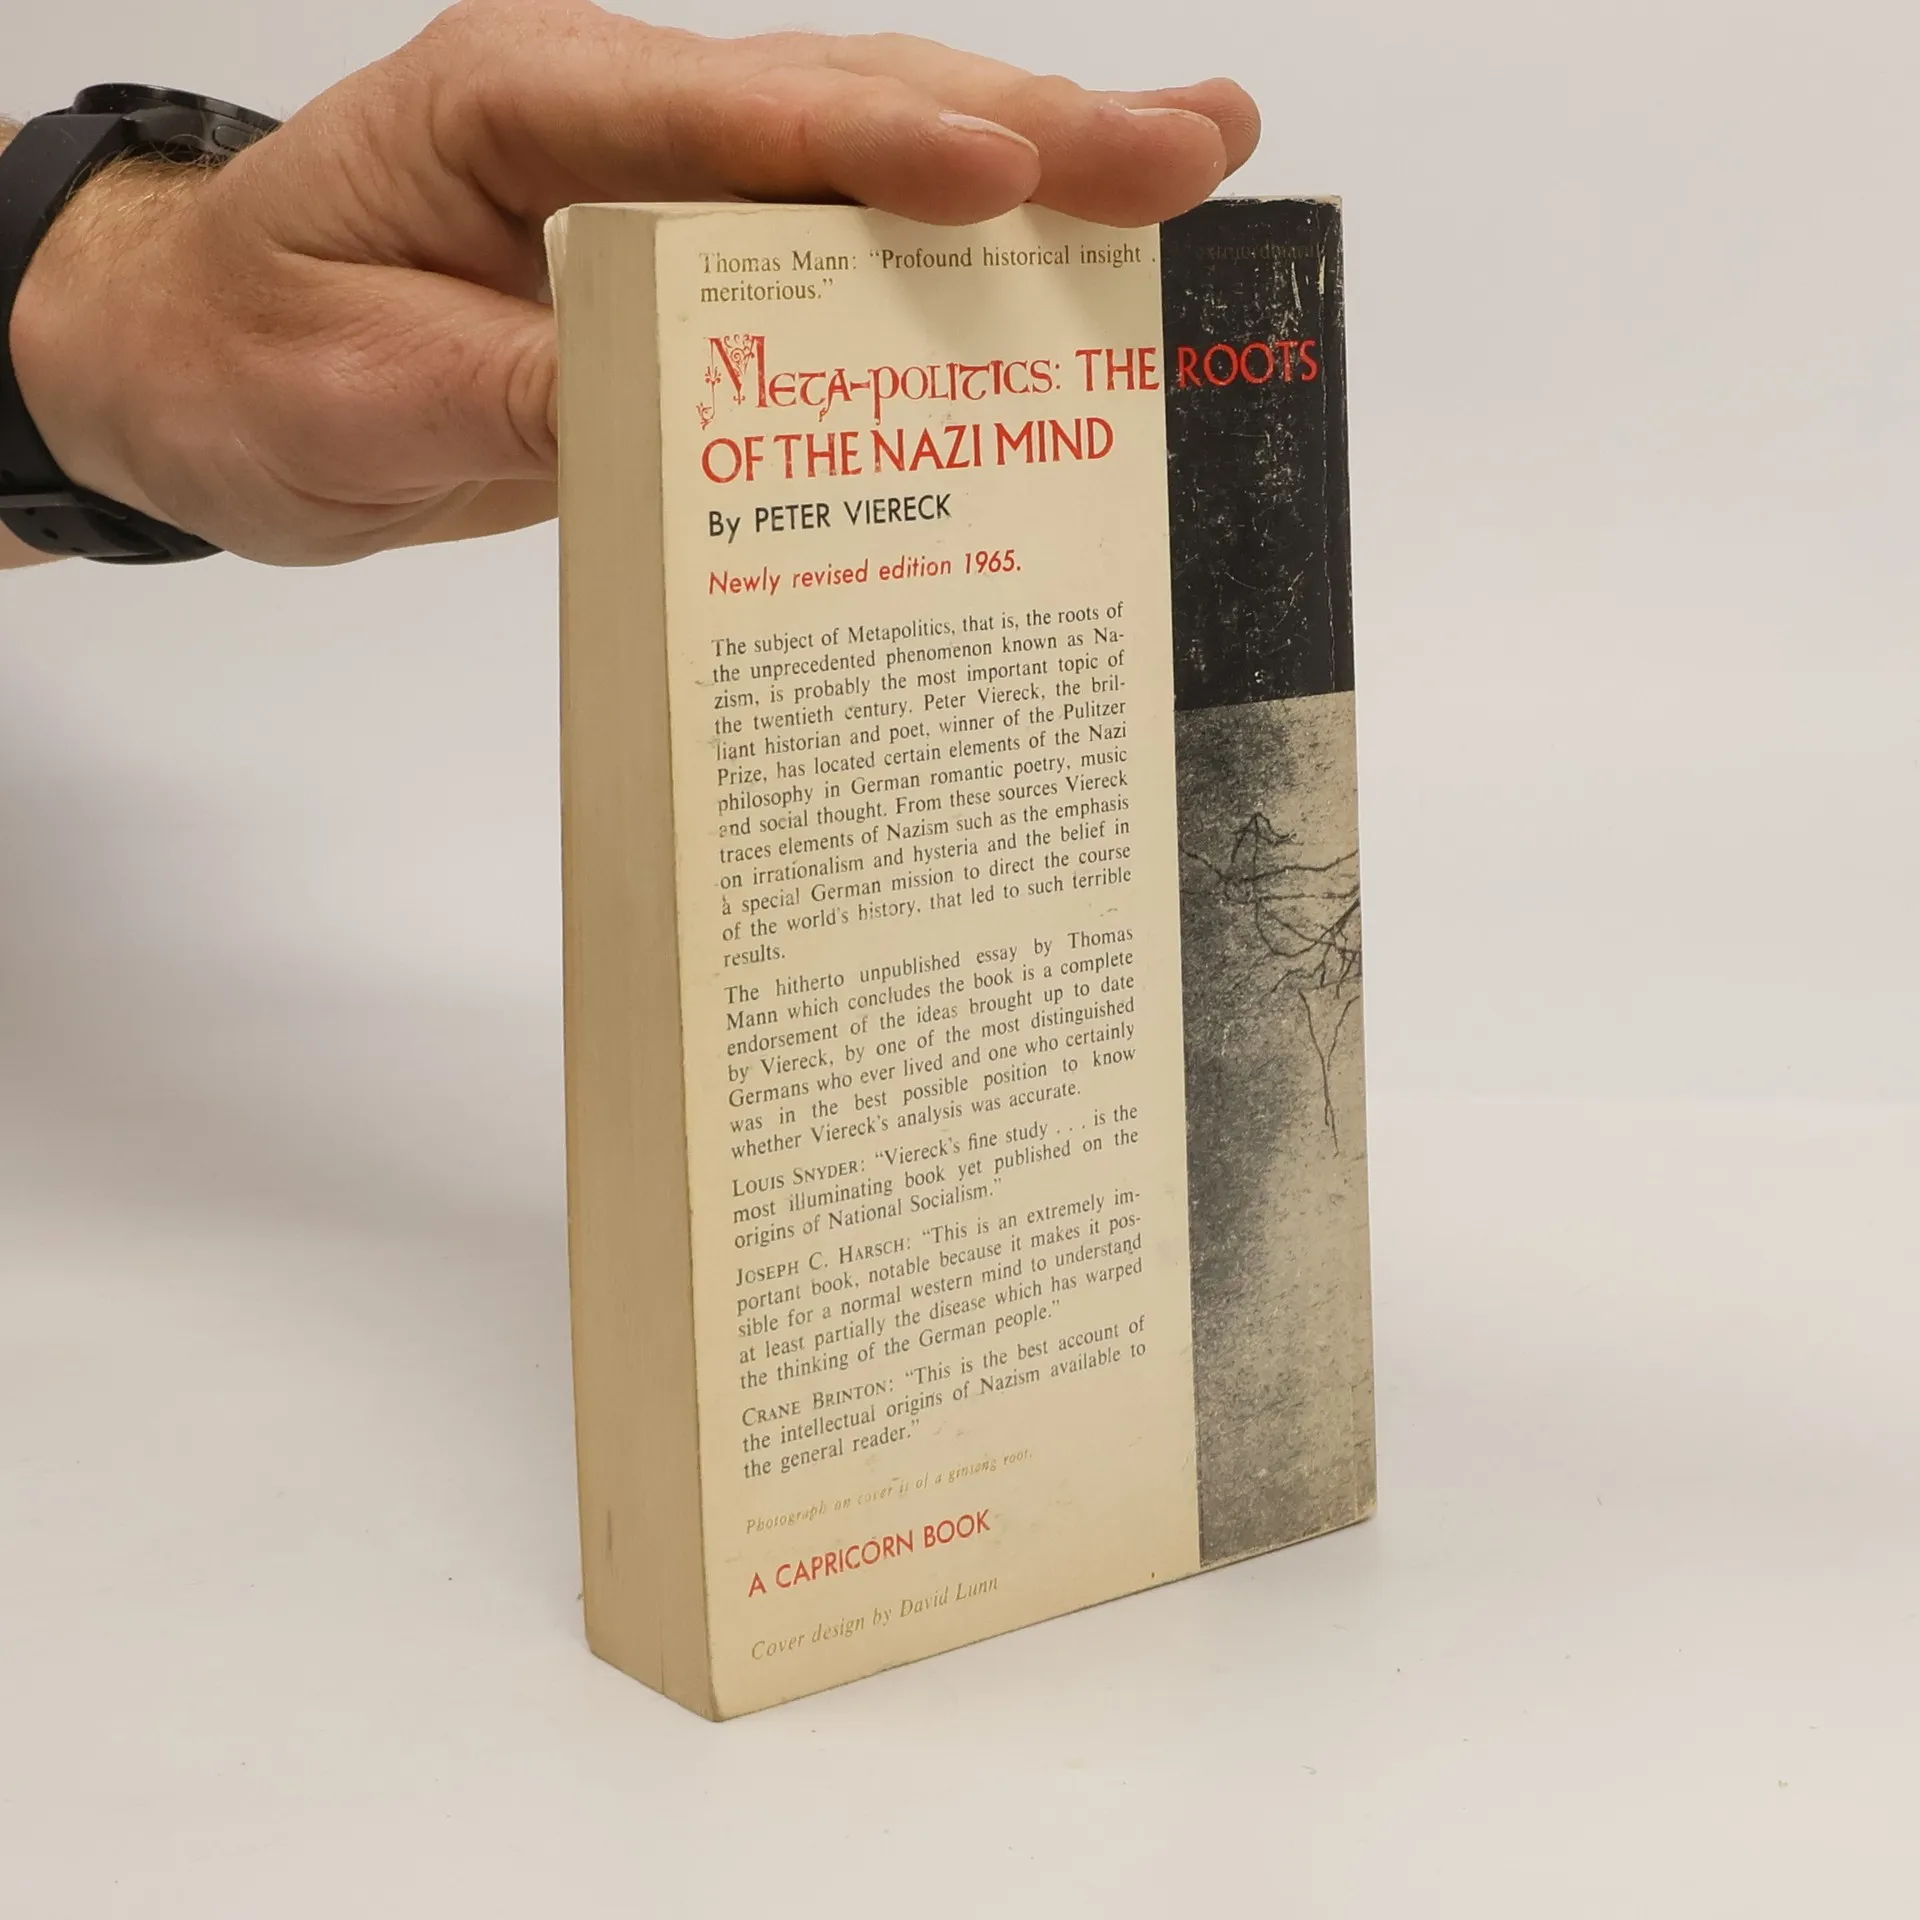 Thomas Mann: “Profound historical insight . extraordinarily
meritorious.”
META-POLITICS: THE ROOTS
OF THE NAZI MIND
By PETER VIERECK
Newly revised edition 1965.
The subject of Metapolitics, that is, the roots of
the unprecedented phenomenon known as Na-
zism, is probably the most important topic of
the twentieth century. Peter Viereck, the bril-
liant historian and poet, winner of the Pulitzer
Prize, has located certain elements of the Nazi
philosophy in German romantic poetry, music
and social thought. From these sources Viereck
traces elements of Nazism such as the emphasis
on irrationalism and hysteria and the belief in
a special German mission to direct the course
of the world's history, that led to such terrible
results.
The hitherto unpublished essay by Thomas
Mann which concludes the book is a complete
endorsement of the ideas brought up to date
by Viereck, by one of the most distinguished
Germans who ever lived and one who certainly
was in the best possible position to know
whether Viereck's analysis was accurate.
LOUIS SNYDER: “Viereck's fine study . . . is the
most illuminating book yet published on the
origins of National Socialism.”
JOSEPH C. HARSCH: “This is an extremely im-
portant book, notable because it makes it pos-
sible for a normal western mind to understand
at least partially the disease which has warped
the thinking of the German people.”
CRANE BRINTON: “This is the best account of
the intellectual origins of Nazism available to
the general reader.”
Photograph on cover is of a ginseng root.
A CAPRICORN BOOK
Cover design by David Lunn